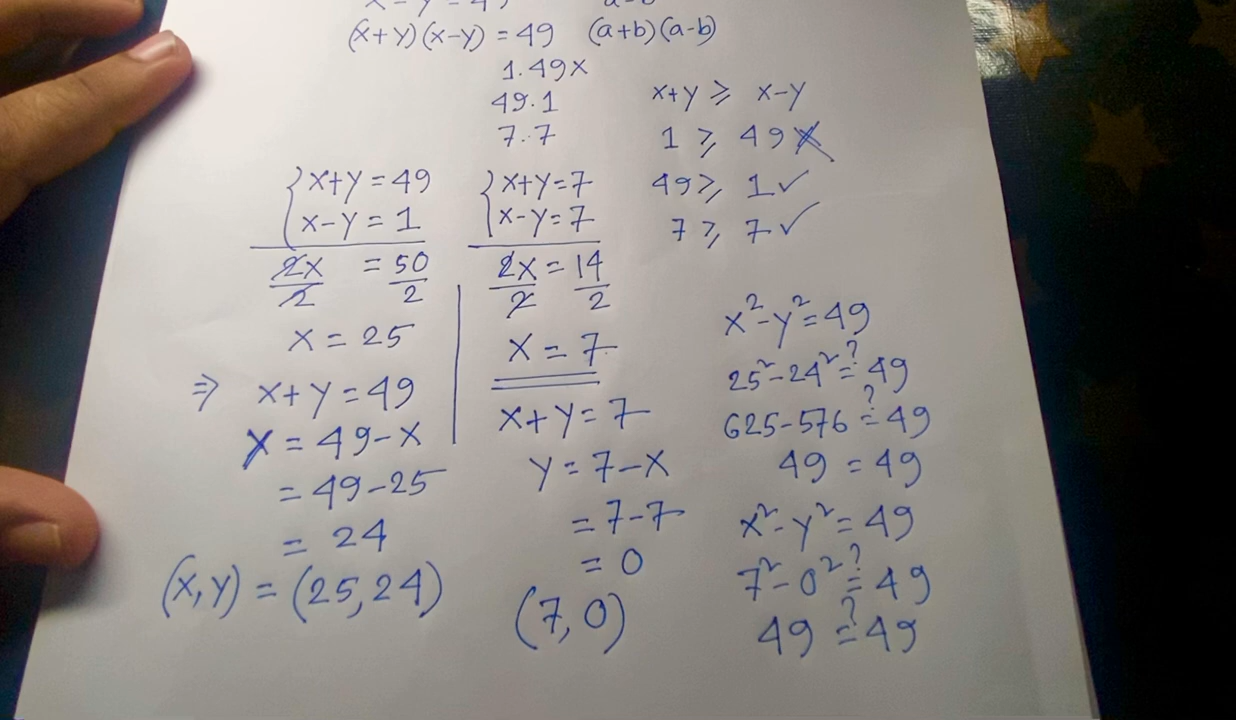 (x+y)(x-y) = 49 (a+b)(a-b)
1.49x
49.1
7.7
x+y ⩾ x-y
1 ⩾ 49 X
49 ⩾ 1 ✓
7 ⩾ 7 ✓
{x+y = 49
x-y = 1
2x/2 = 50/2
x = 25
⇒ x+y = 49
y = 49-x
= 49-25
= 24
(x,y) = (25,24)
{x+y=7
x-y=7
2x/2 = 14/2
x = 7
x+y=7
y = 7-x
= 7-7
= 0
(7,0)
x²-y²=49
25²-24² ≟ 49
625-576 ≟ 49
49 = 49
x²-y² = 49
7²-0² ≟ 49
49 ≟ 49